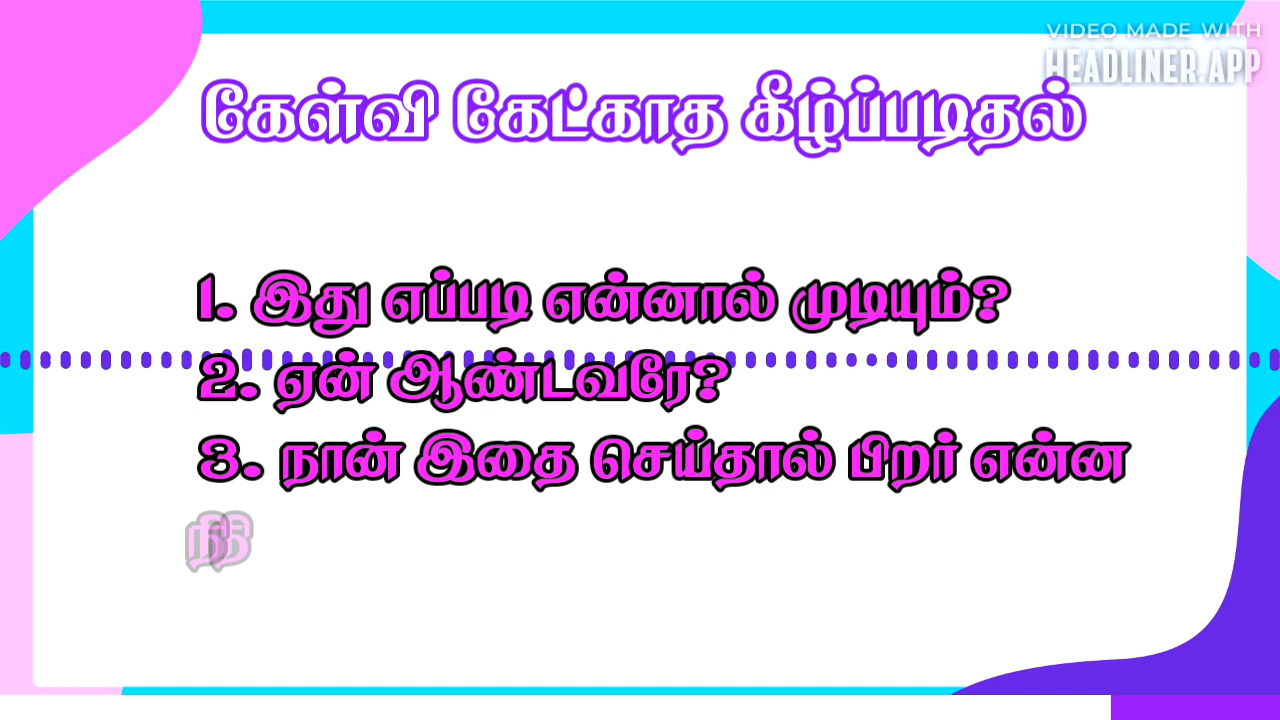 VIDEO MADE WITH
HEADLINER.APP
கேள்வி கேட்காத கீழ்ப்படிதல்
1. இது எப்படி என்னால் முடியும்?
2. ஏன் ஆண்டவரே?
3. நான் இதை செய்தால் பிறர் என்ன